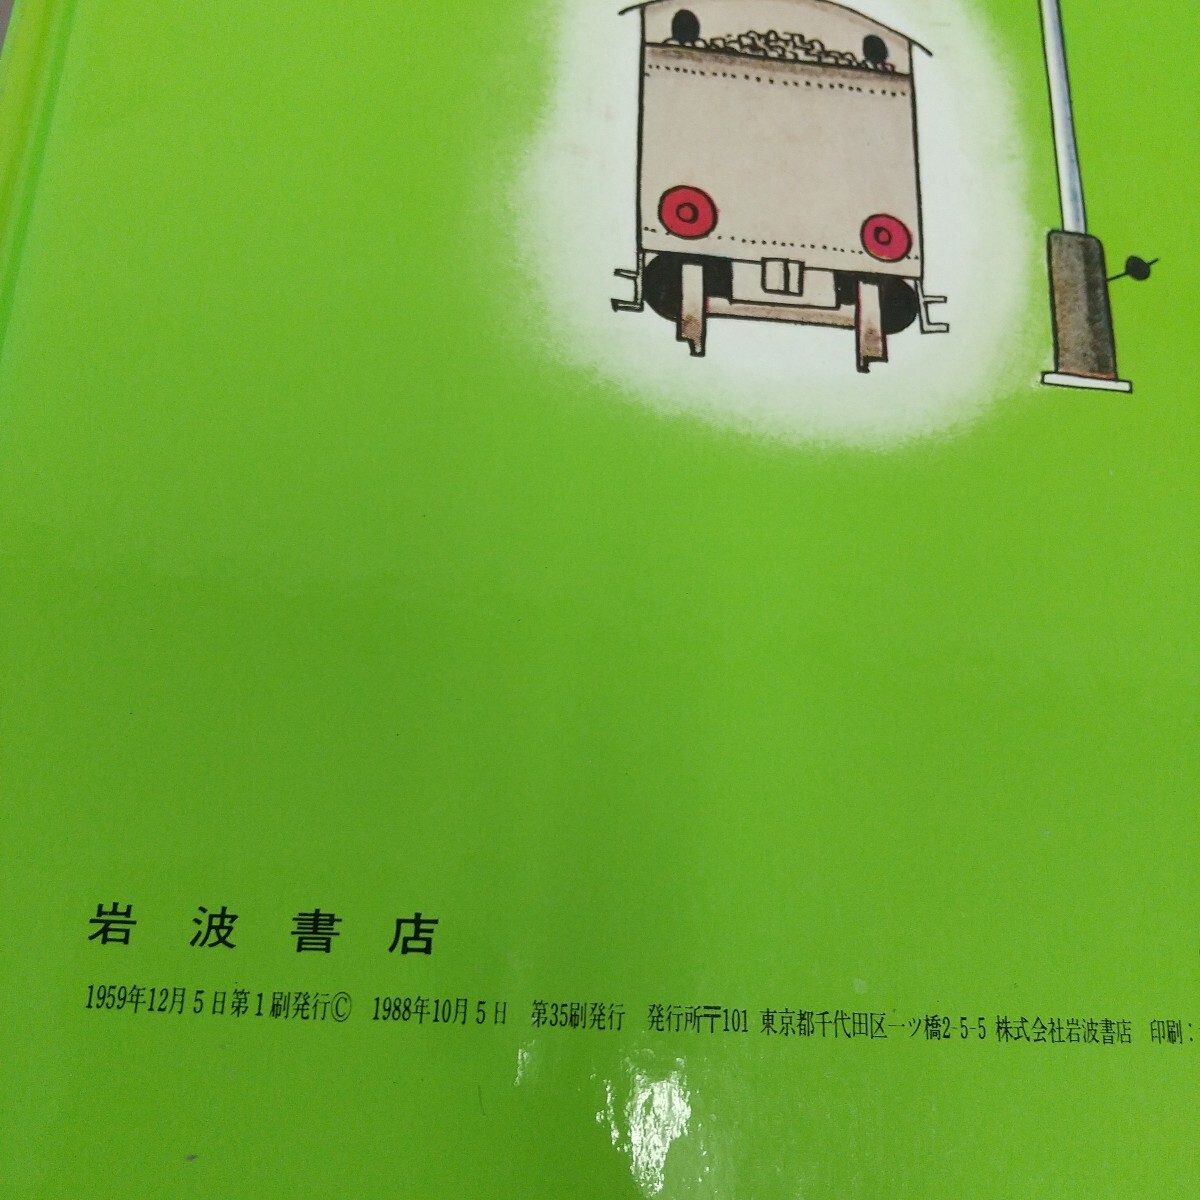 岩波書店
1959年12月5日第1刷発行© 1988年10月5日 第35刷発行 発行所〒101 東京都千代田区一ツ橋2-5-5 株式会社岩波書店 印刷: